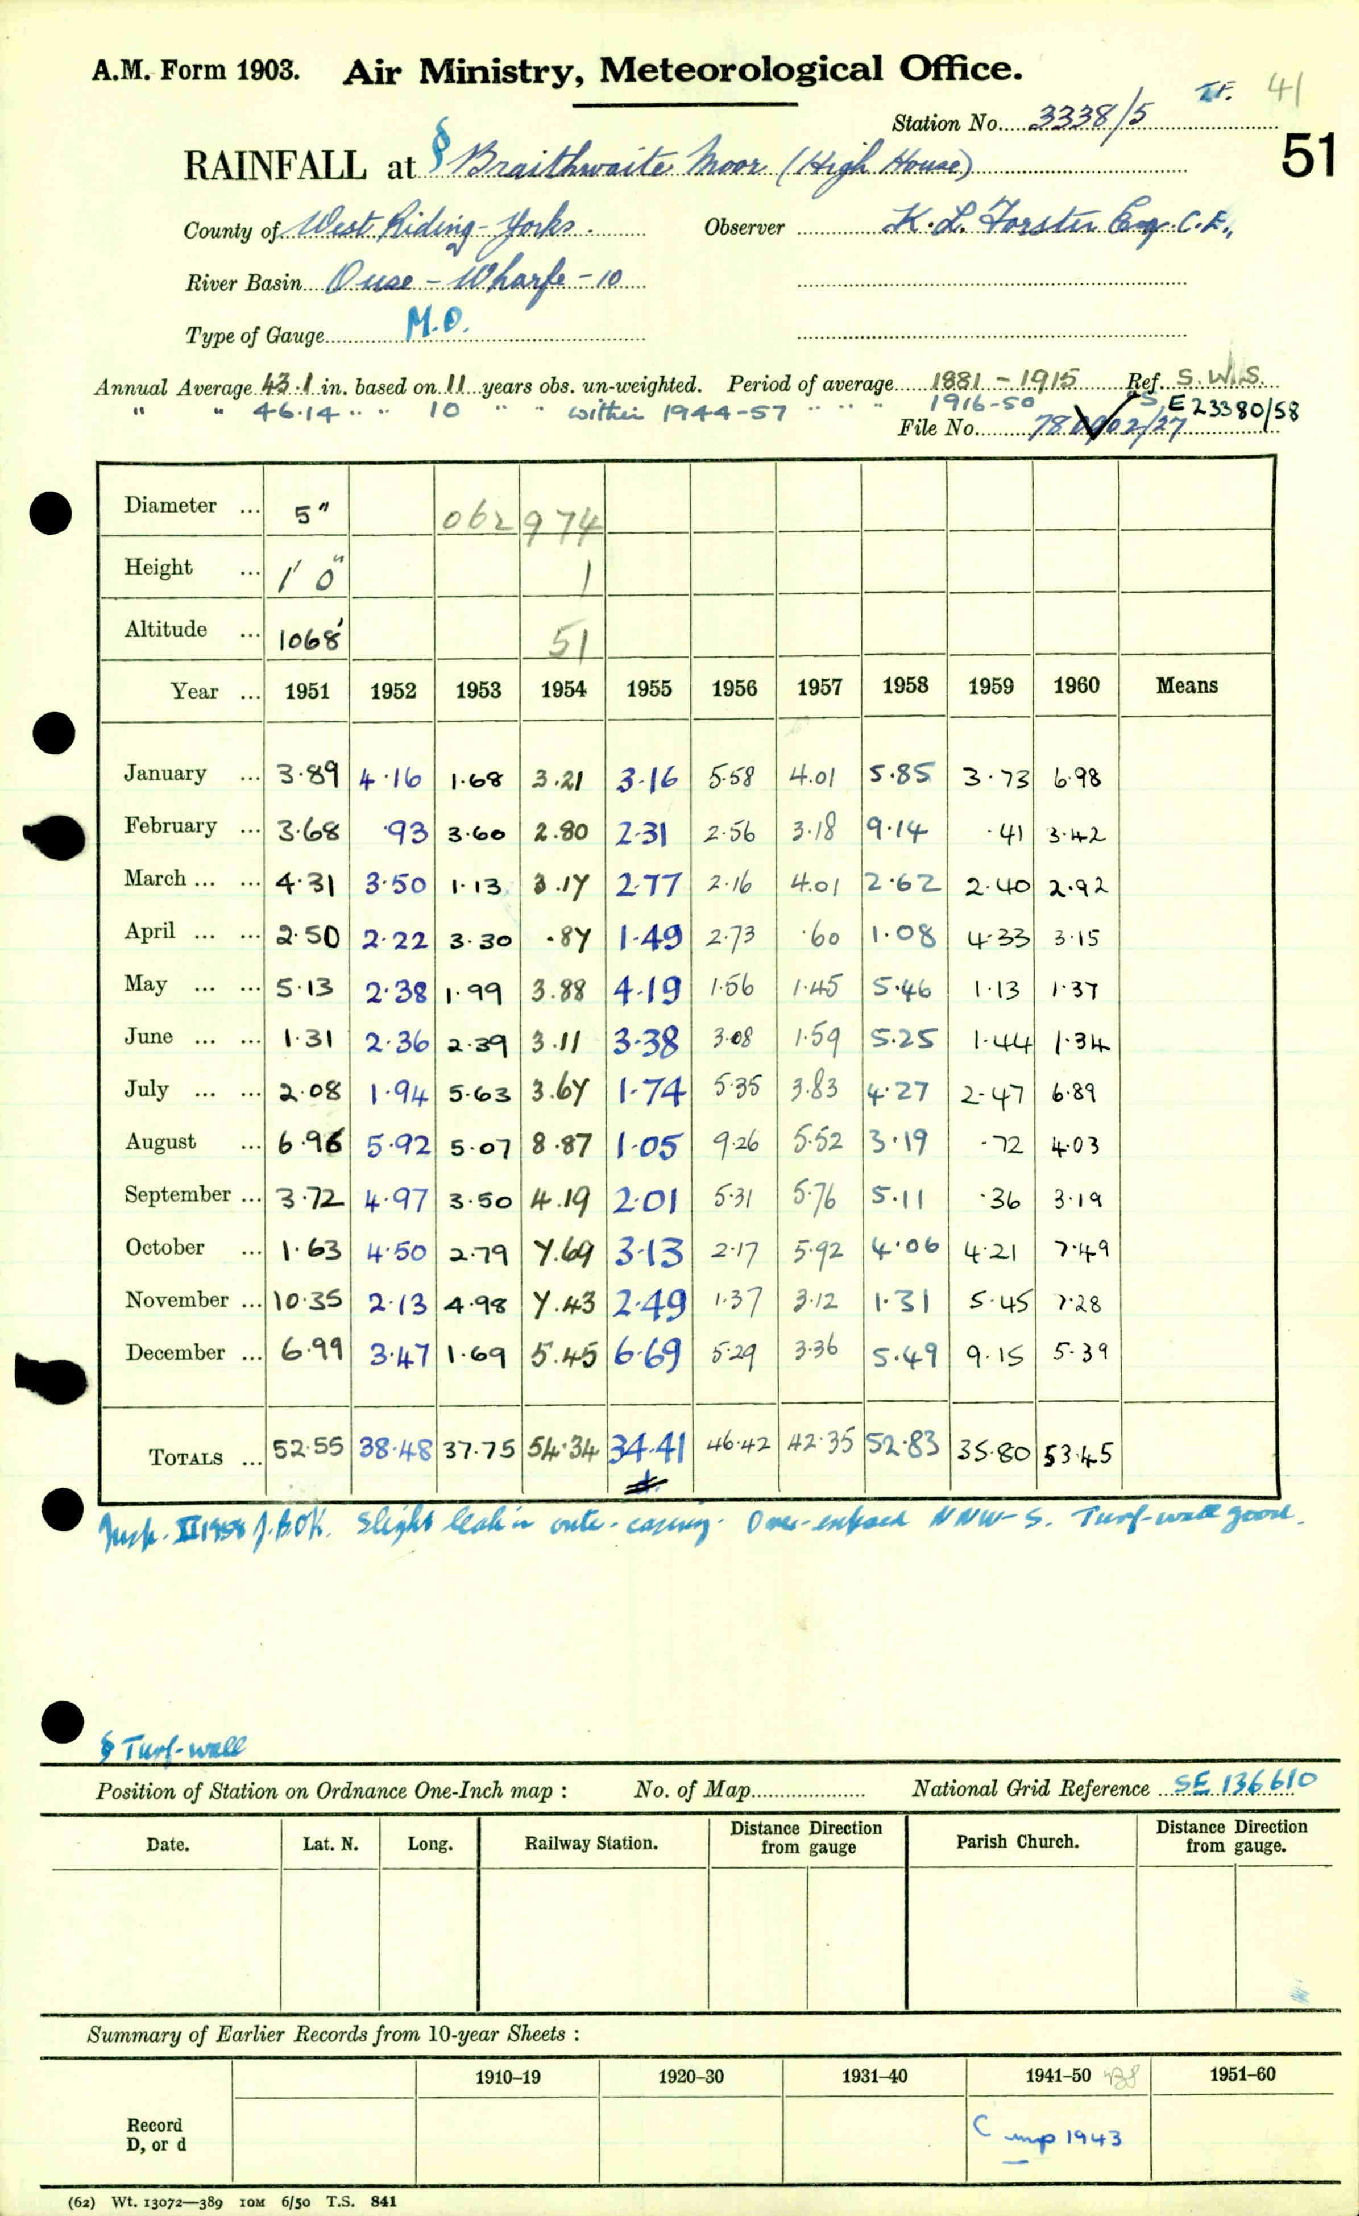 A.M. Form 1903. Air Ministry, Meteorological Office.
41
Station No. 3338/5
51
RAINFALL at § Braithwaite Moor (High House)
County of West Riding - Yorks. Observer K. L. Forster Esq. C.E.,
River Basin Ouse - Wharfe - 10
Type of Gauge M.O.
Annual Average 43.1 in. based on 11 years obs. un-weighted. Period of average 1881 - 1915 Ref. S.W.S.
" " 46.14 " " 10 " " within 1944-57 " " " 1916-50 E 23380/58
File No. 780902/27
Diameter ... 5" 062 974
Height ... 1' 0" 1
Altitude ... 1068' 51
Year ... 1951 1952 1953 1954 1955 1956 1957 1958 1959 1960 Means
January ... 3.89 4.16 1.68 3.21 3.16 5.58 4.01 5.85 3.73 6.98
February ... 3.68 .93 3.60 2.80 2.31 2.56 3.18 9.14 .41 3.42
March ... ... 4.31 3.50 1.13 3.17 2.77 2.16 4.01 2.62 2.40 2.92
April ... ... 2.50 2.22 3.30 .87 1.49 2.73 .60 1.08 4.33 3.15
May ... ... 5.13 2.38 1.99 3.88 4.19 1.56 1.45 5.46 1.13 1.37
June ... ... 1.31 2.36 2.39 3.11 3.38 3.08 1.59 5.25 1.44 1.34
July ... ... 2.08 1.94 5.63 3.67 1.74 5.35 3.83 4.27 2.47 6.89
August ... 6.96 5.92 5.07 8.87 1.05 9.26 5.52 3.19 .72 4.03
September ... 3.72 4.97 3.50 4.19 2.01 5.31 5.76 5.11 .36 3.19
October ... 1.63 4.50 2.79 7.69 3.13 2.17 5.92 4.06 4.21 7.49
November ... 10.35 2.13 4.98 7.43 2.49 1.37 3.12 1.31 5.45 7.28
December ... 6.99 3.47 1.69 5.45 6.69 5.29 3.36 5.49 9.15 5.39
TOTALS ... 52.55 38.48 37.75 54.34 34.41 46.42 42.35 52.83 35.80 53.45
Insp. 1958 Slight leak in outer-casing. Over-exposed NNW-S. Turf-wall good.
§ Turf-wall
Position of Station on Ordnance One-Inch map : No. of Map National Grid Reference SE 136610
Date. Lat. N. Long. Railway Station. Distance Direction from gauge Parish Church. Distance Direction from gauge.
Summary of Earlier Records from 10-year Sheets :
1910-19 1920-30 1931-40 1941-50 1951-60
Record D, or d
C 1943
(62) Wt. 13072—389 10M 6/50 T.S. 841